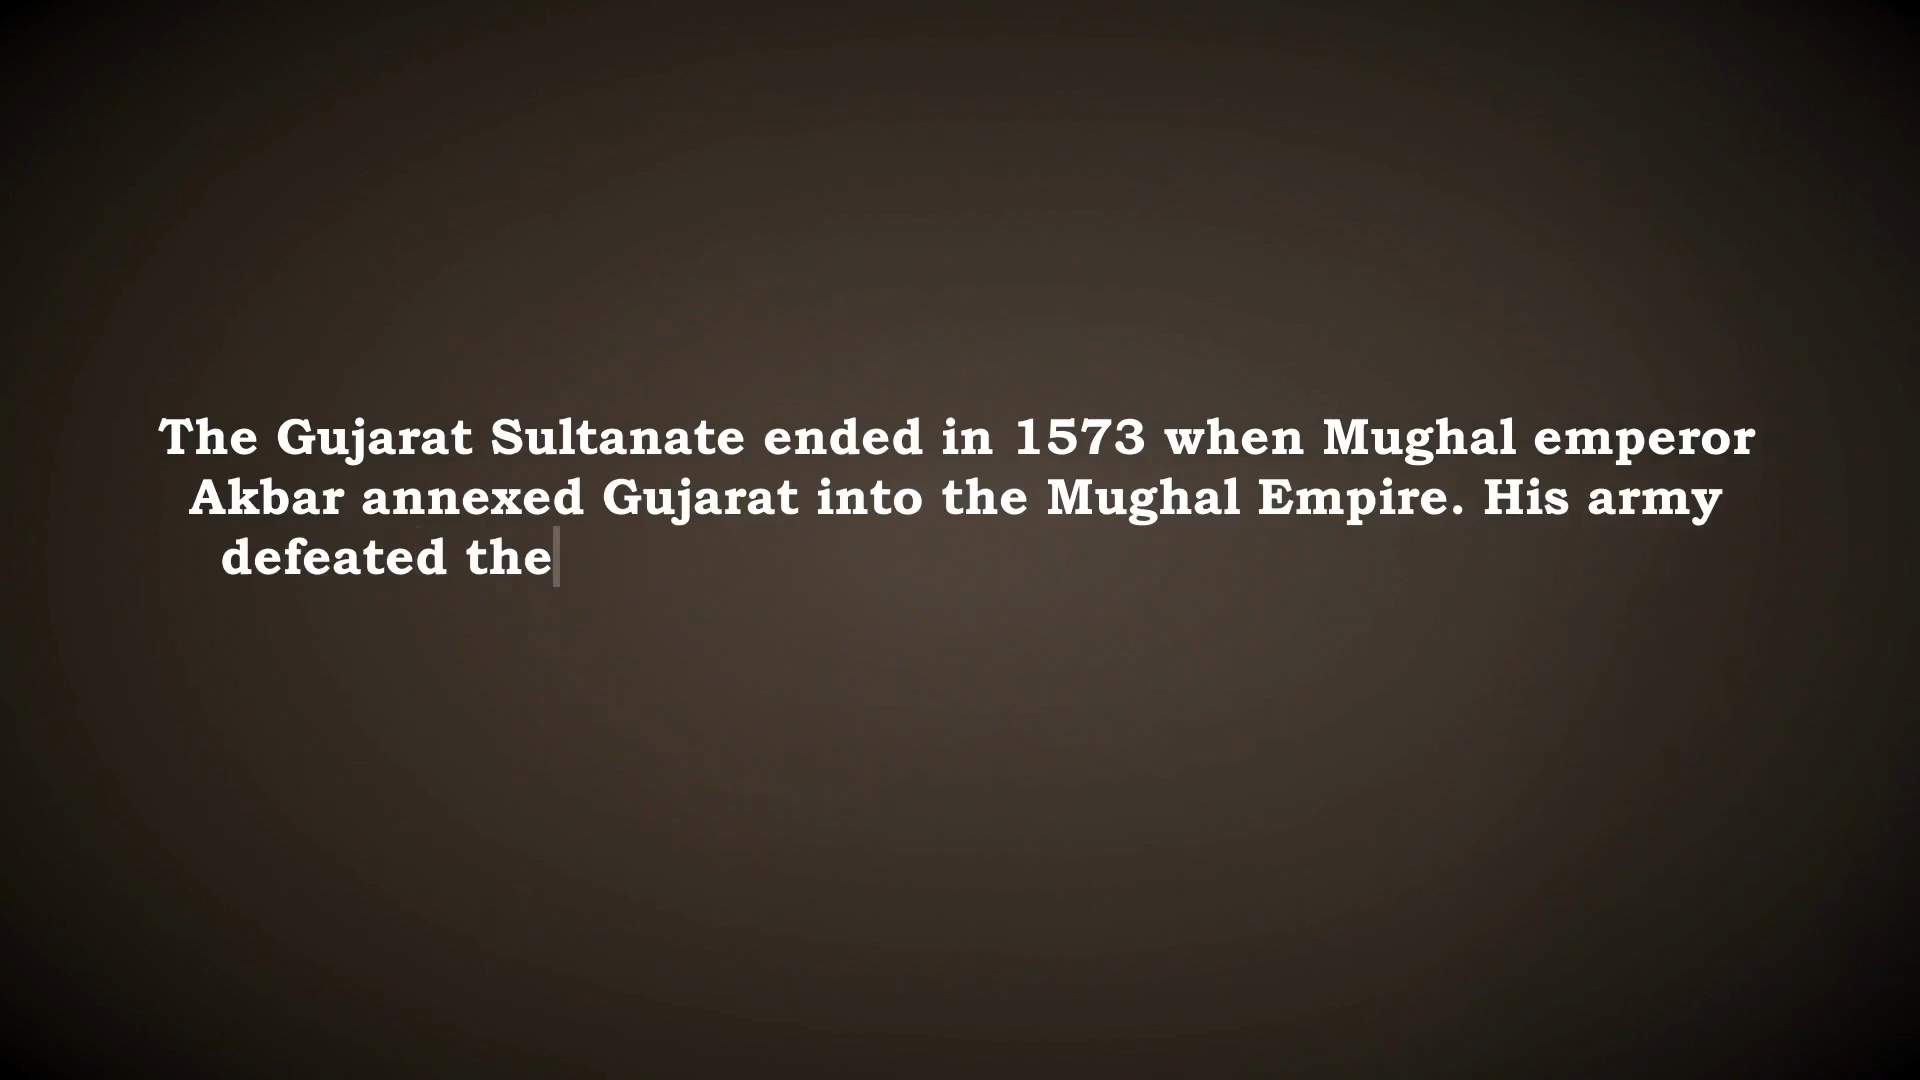 The Gujarat Sultanate ended in 1573 when Mughal emperor
Akbar annexed Gujarat into the Mughal Empire. His army
defeated the